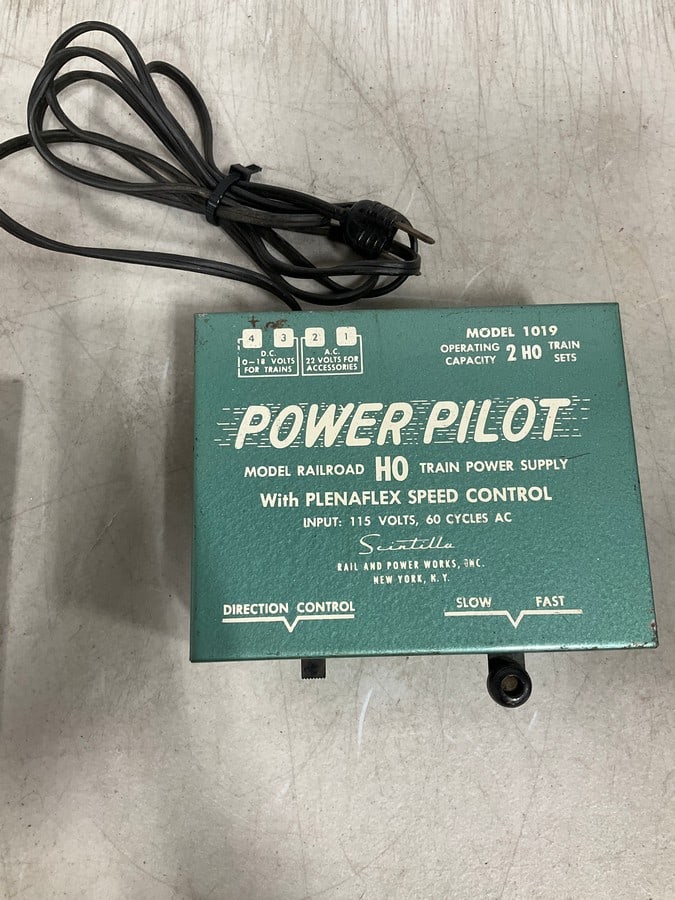 4 3 2 1
D.C. A.C.
0-18 VOLTS 22 VOLTS FOR
FOR TRAINS ACCESSORIES
MODEL 1019
OPERATING CAPACITY 2 HO TRAIN SETS
POWER PILOT
MODEL RAILROAD HO TRAIN POWER SUPPLY
With PLENAFLEX SPEED CONTROL
INPUT: 115 VOLTS, 60 CYCLES AC
Scintilla
RAIL AND POWER WORKS, INC.
NEW YORK, N.Y.
DIRECTION CONTROL SLOW FAST